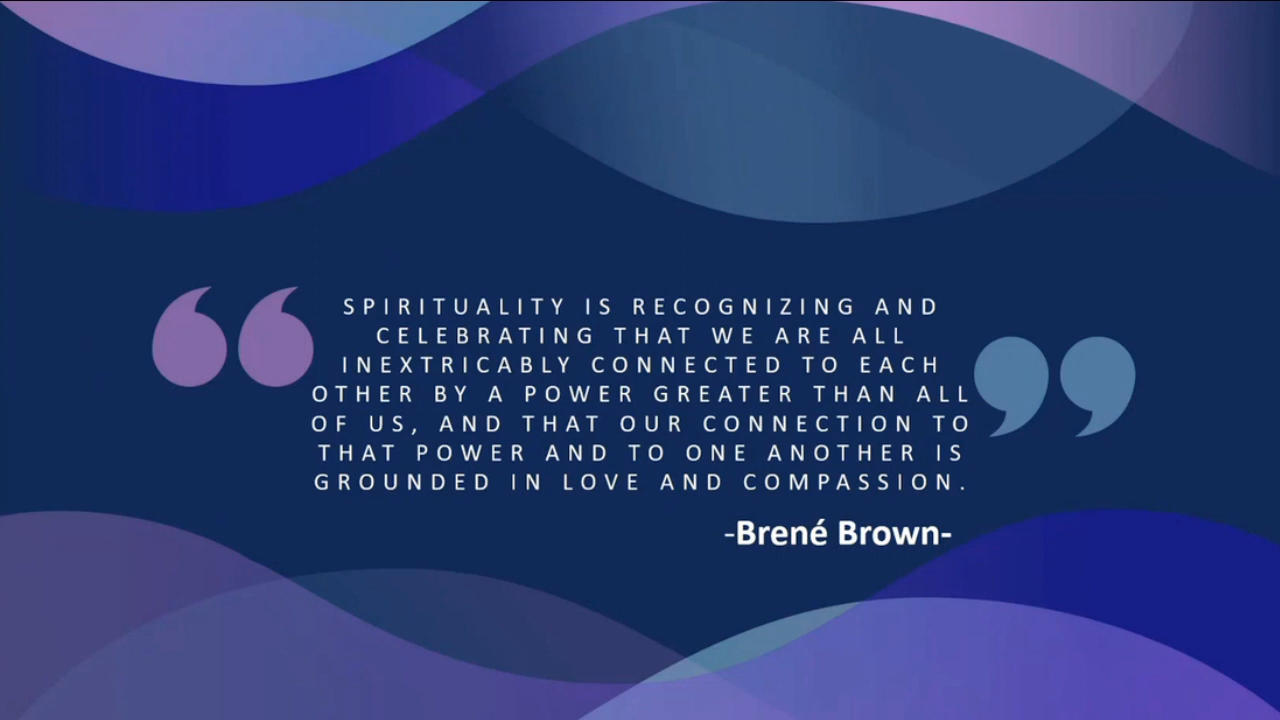 SPIRITUALITY IS RECOGNIZING AND
CELEBRATING THAT WE ARE ALL
INEXTRICABLY CONNECTED TO EACH
OTHER BY A POWER GREATER THAN ALL
OF US, AND THAT OUR CONNECTION TO
THAT POWER AND TO ONE ANOTHER IS
GROUNDED IN LOVE AND COMPASSION.
-Brené Brown-